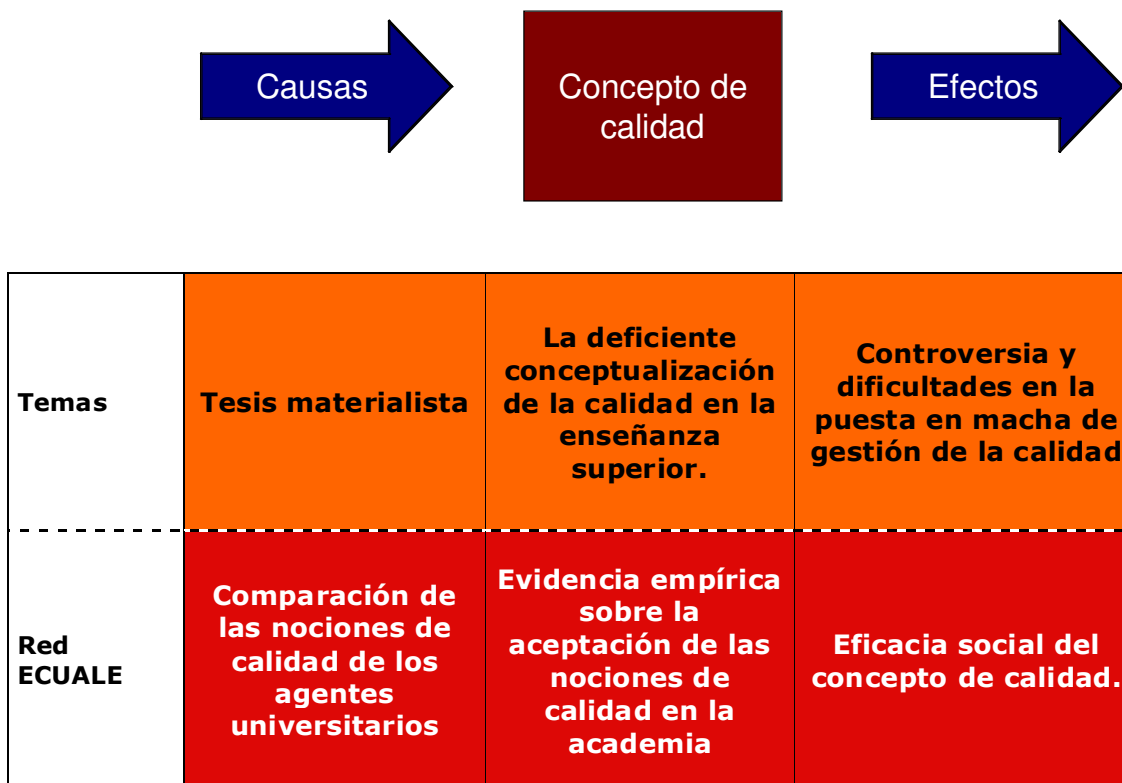 Causas
Concepto de
calidad
Efectos
Temas
Tesis materialista
La deficiente
conceptualización
de la calidad en la
enseñanza
superior.
Controversia y
dificultades en la
puesta en macha de
gestión de la calidad
Red
ECUALE
Comparación de
las nociones de
calidad de los
agentes
universitarios
Evidencia empírica
sobre la
aceptación de las
nociones de
calidad en la
academia
Eficacia social del
concepto de calidad.